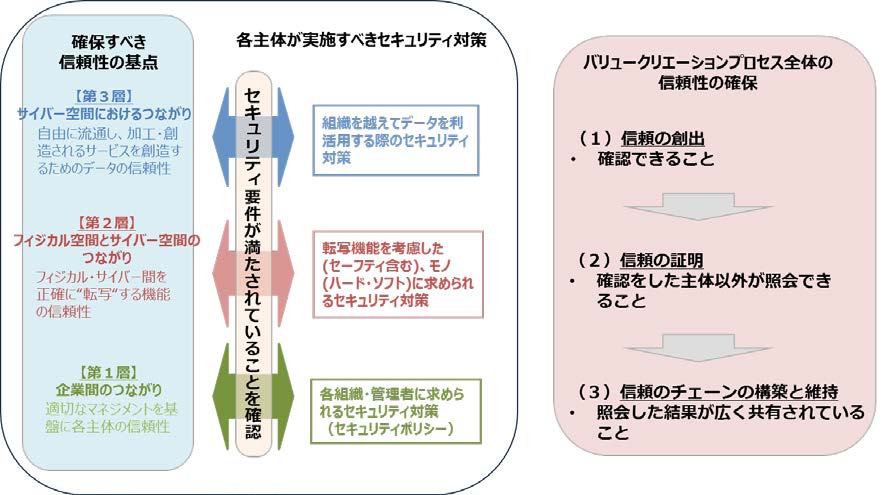 確保すべき
信頼性の基点
各主体が実施すべきセキュリティ対策
【第３層】
サイバー空間におけるつながり
自由に流通し、加工・創
造されるサービスを創造す
るためのデータの信頼性
組織を越えてデータを利
活用する際のセキュリティ
対策
【第２層】
フィジカル空間とサイバー空間の
つながり
フィジカル・サイバー間を
正確に“転写“する機能
の信頼性
転写機能を考慮した
(セーフティ含む)、モノ
(ハード・ソフト)に求められ
るセキュリティ対策
【第１層】
企業間のつながり
適切なマネジメントを基
盤に各主体の信頼性
各組織・管理者に求めら
れるセキュリティ対策
（セキュリティポリシー）
セキュリティ要件が満たされていることを確認
バリュークリエーションプロセス全体の
信頼性の確保
（１）信頼の創出
・ 確認できること
（２）信頼の証明
・ 確認をした主体以外が照会でき
ること
（３）信頼のチェーンの構築と維持
・ 照会した結果が広く共有されている
こと